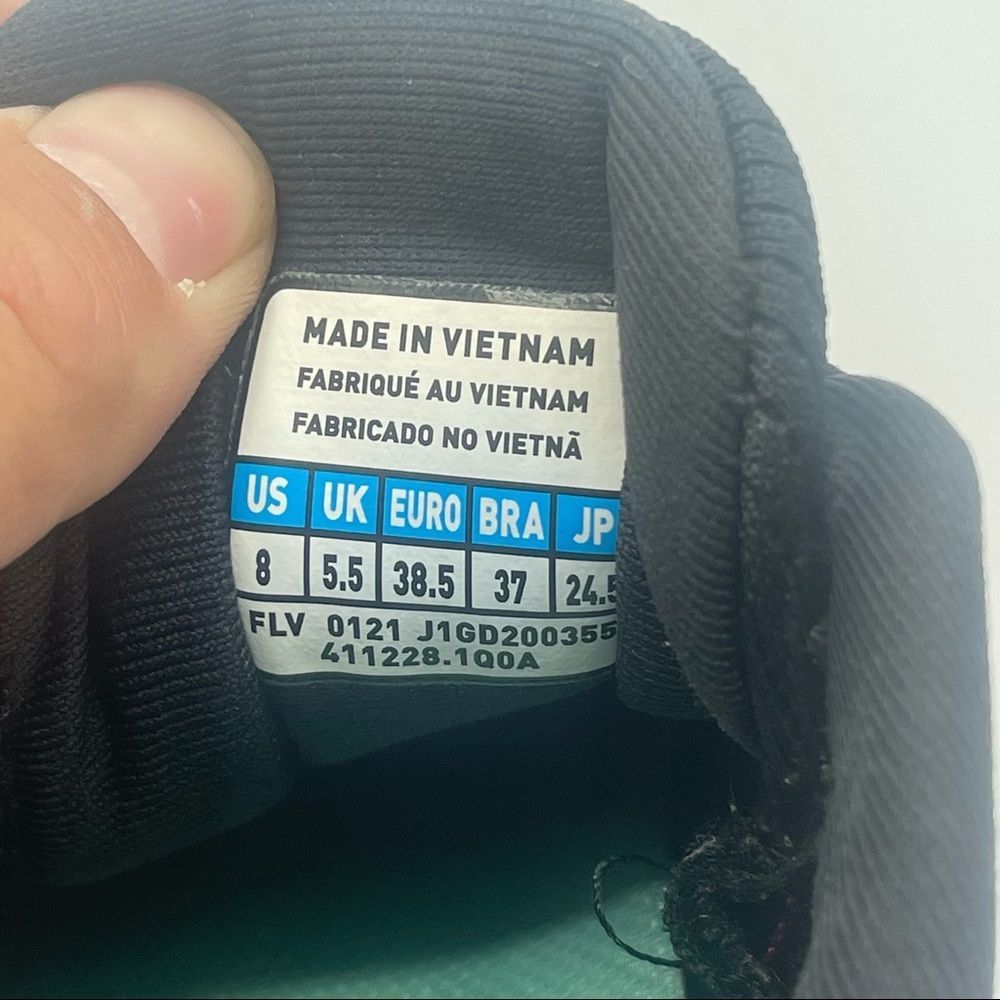 MADE IN VIETNAM
FABRIQUÉ AU VIETNAM
FABRICADO NO VIETNÃ
US UK EURO BRA JP
8 5.5 38.5 37 24.5
FLV 0121 J1GD200355
411228.1Q0A